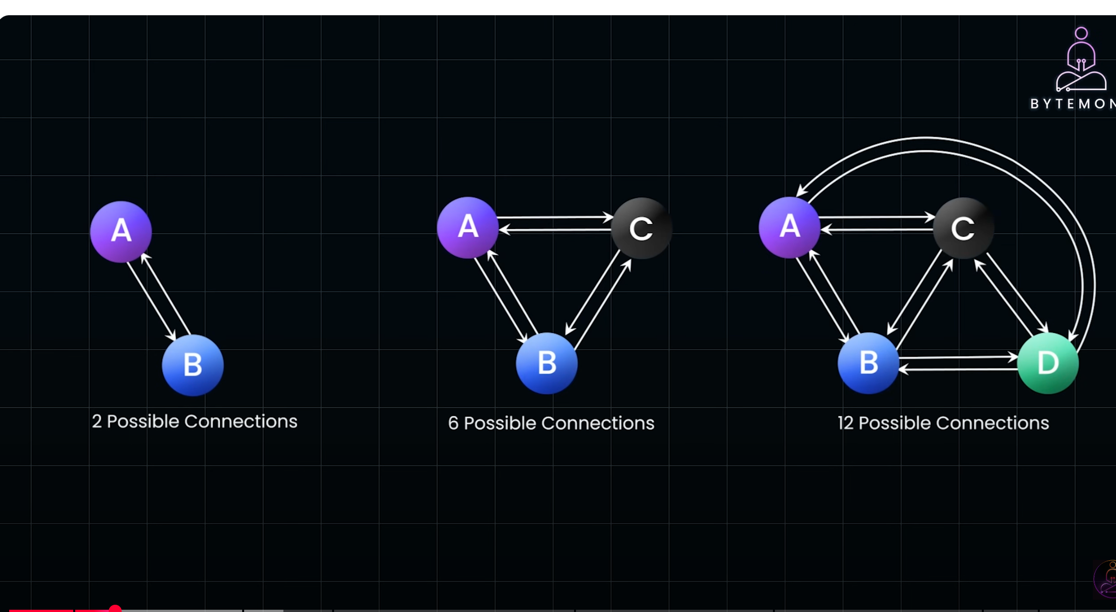 BYTEMON
A
B
2 Possible Connections
A
C
B
6 Possible Connections
A
C
B
D
12 Possible Connections